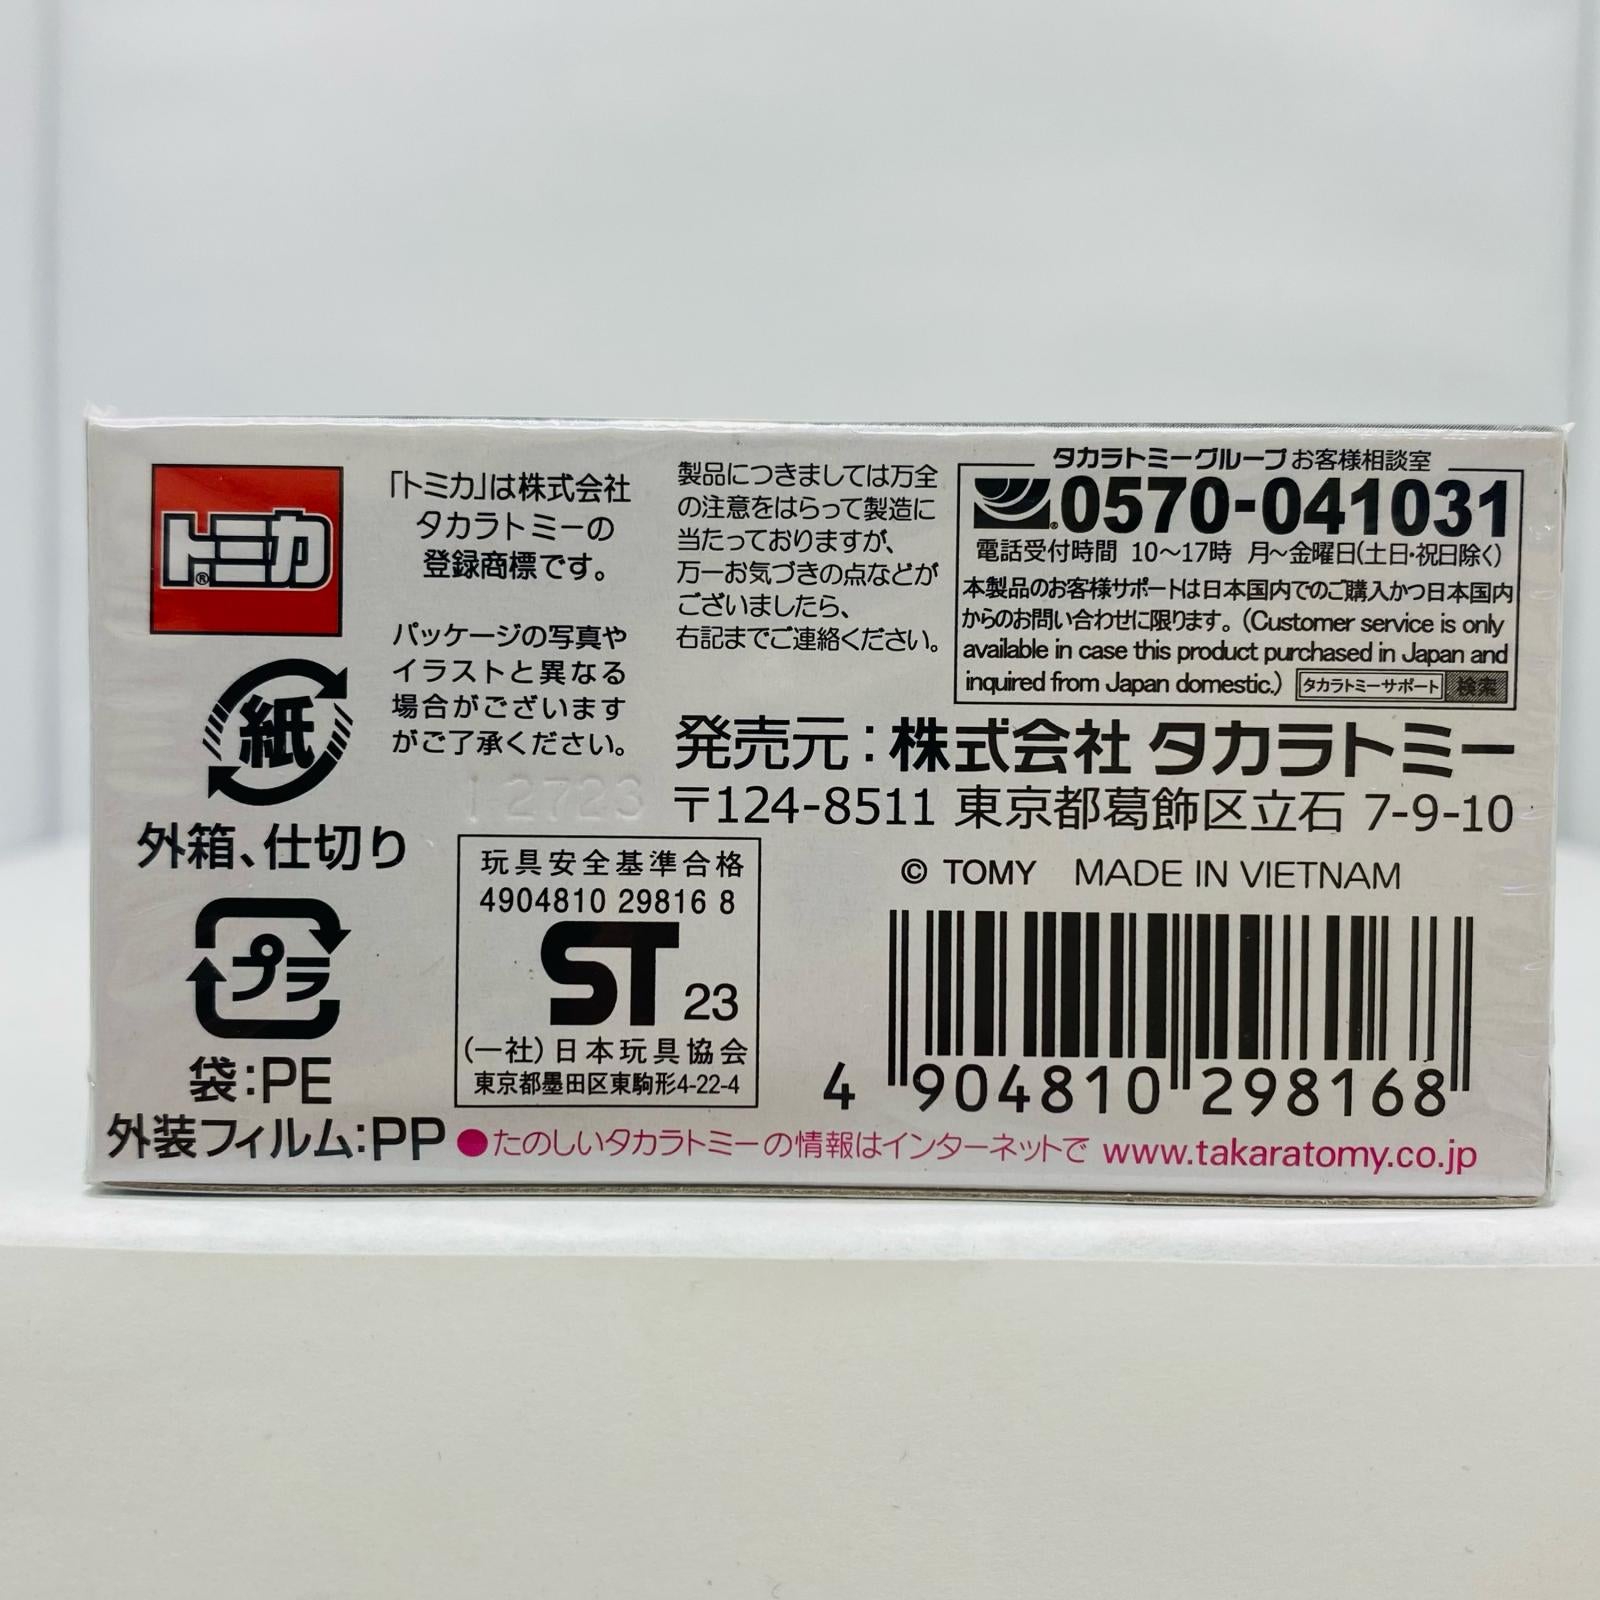 トミカ®
「トミカ」は株式会社
タカラトミーの
登録商標です。
パッケージの写真や
イラストと異なる
場合がございます
がご了承ください。
製品につきましては万全
の注意をはらって製造に
当たっておりますが、
万一お気づきの点などが
ございましたら、
右記までご連絡ください。
タカラトミーグループお客様相談室
0570-041031
電話受付時間 10〜17時 月〜金曜日(土日・祝日除く)
本製品のお客様サポートは日本国内でのご購入かつ日本国内
からのお問い合わせに限ります。(Customer service is only
available in case this product purchased in Japan and
inquired from Japan domestic.) タカラトミーサポート 検索
紙
外箱、仕切り
プラ
袋:PE
外装フィルム:PP
12723
発売元:株式会社 タカラトミー
〒124-8511 東京都葛飾区立石 7-9-10
© TOMY MADE IN VIETNAM
玩具安全基準合格
4904810 29816 8
ST 23
(一社)日本玩具協会
東京都墨田区東駒形4-22-4
4 904810 298168
●たのしいタカラトミーの情報はインターネットで www.takaratomy.co.jp